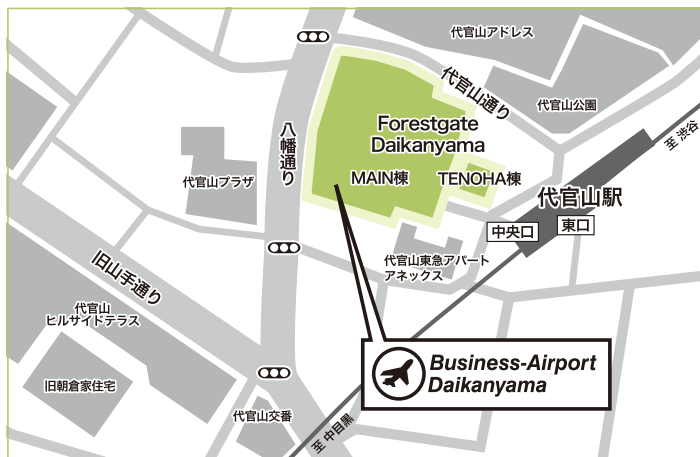 代官山アドレス
代官山通り
代官山公園
至 渋谷
八幡通り
Forestgate
Daikanyama
MAIN棟
TENOHA棟
代官山プラザ
代官山駅
中央口
東口
代官山東急アパート
アネックス
旧山手通り
代官山
ヒルサイドテラス
Business-Airport
Daikanyama
旧朝倉家住宅
代官山交番
至 中目黒